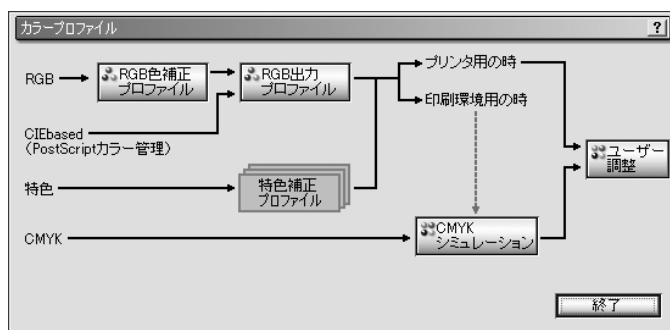 カラープロファイル
?
RGB
RGB色補正
プロファイル
RGB出力
プロファイル
プリンタ用の時
印刷環境用の時
CIEbased
(PostScriptカラー管理)
ユーザー
調整
特色
特色補正
プロファイル
CMYK
CMYK
シミュレーション
終了